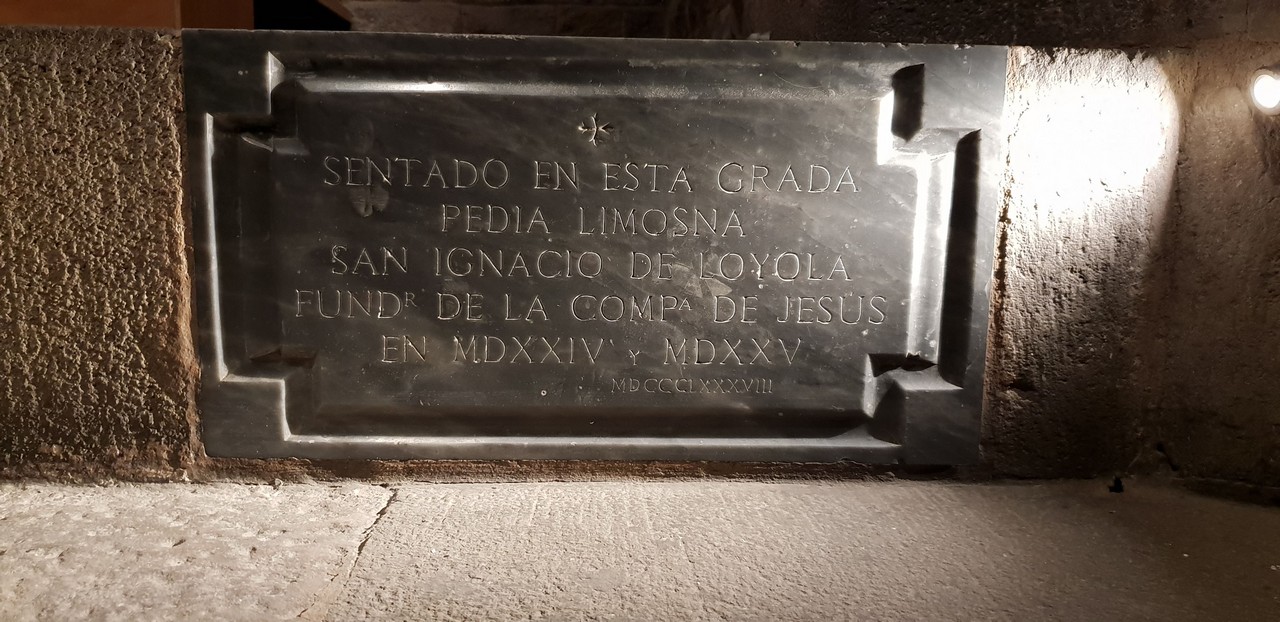 SENTADO EN ESTA GRADA
PEDIA LIMOSNA
SAN IGNACIO DE LOYOLA
FUNDR DE LA COMPA DE JESUS
EN MDXXIV Y MDXXV
MDCCCLXXXVIII